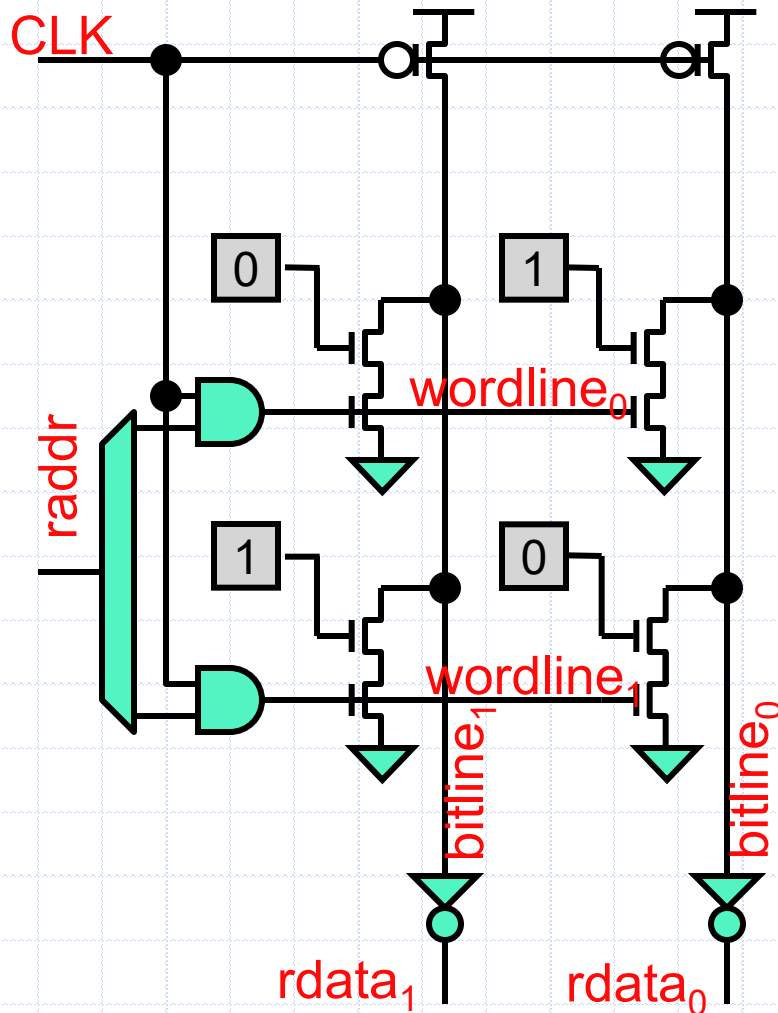 CLK
0
1
wordline₀
raddr
1
0
wordline₁
bitline₁
bitline₀
rdata₁
rdata₀